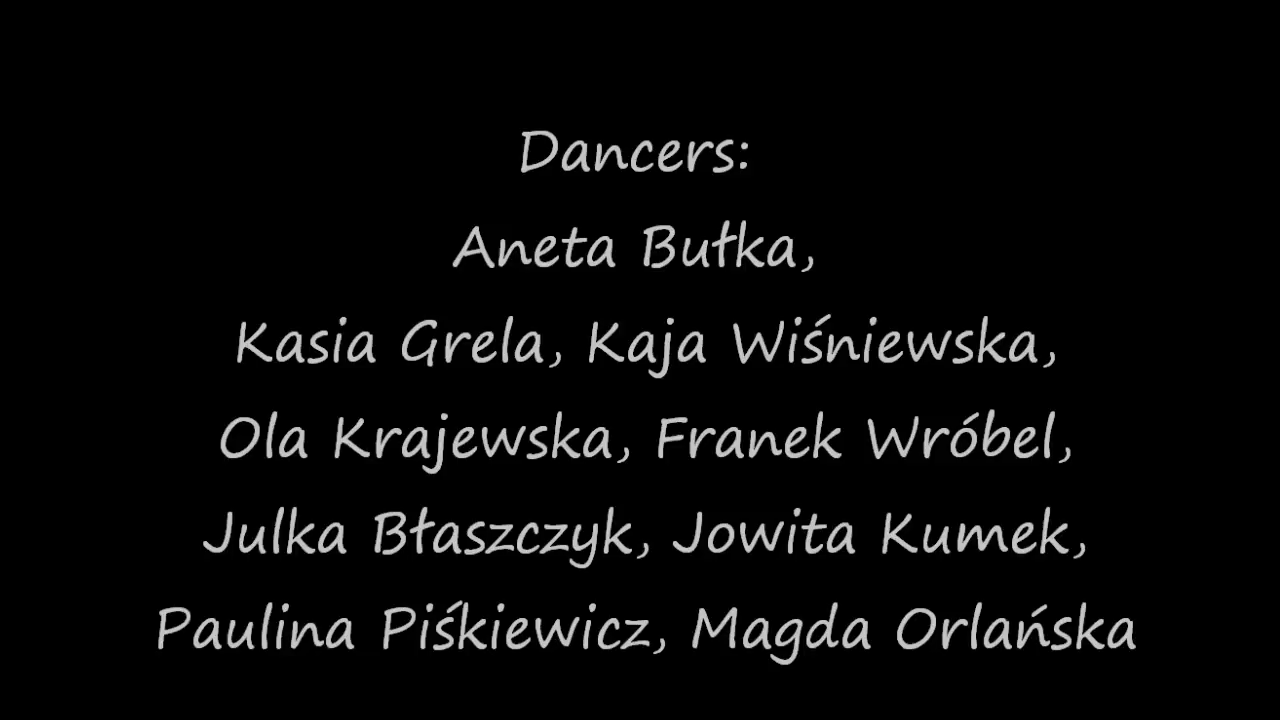 Dancers:
Aneta Bułka,
Kasia Grela, Kaja Wiśniewska,
Ola Krajewska, Franek Wróbel,
Julka Błaszczyk, Jowita Kumek,
Paulina Piśkiewicz, Magda Orlańska